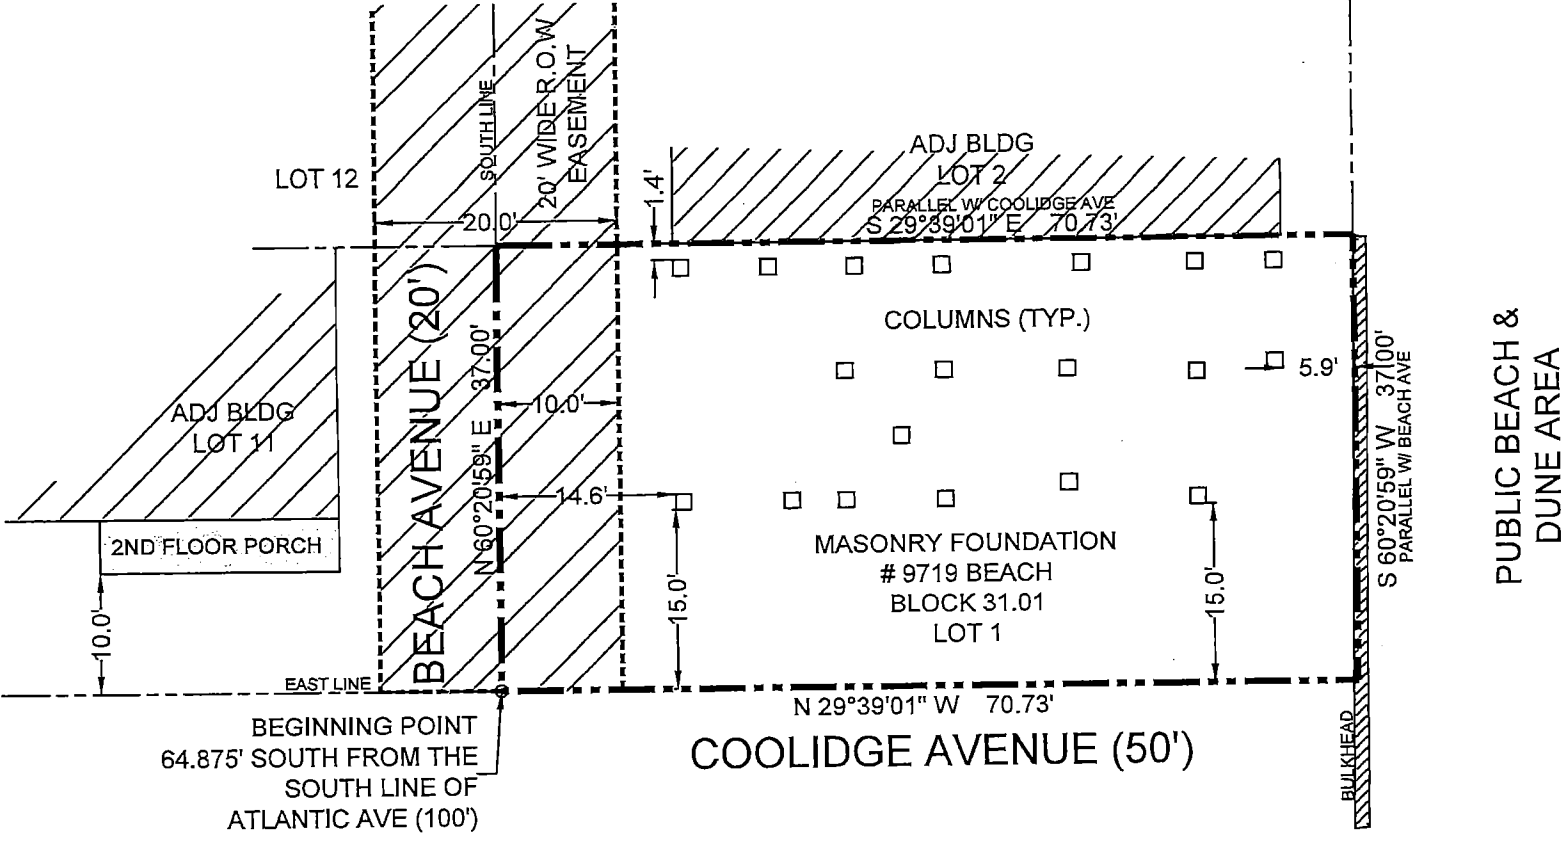 SOUTH LINE
20' WIDE R.O.W
EASEMENT
LOT 12
20.0'
1.4'
ADJ BLDG
LOT 2
PARALLEL W/ COOLIDGE AVE
S 29°39'01" E 70.73'
COLUMNS (TYP.)
BEACH AVENUE (20')
N 60°20'59" E 37.00'
10.0'
5.9'
S 60°20'59" W 37.00'
PARALLEL W/ BEACH AVE
PUBLIC BEACH &
DUNE AREA
ADJ BLDG
LOT 11
14.6'
2ND FLOOR PORCH
10.0'
15.0'
MASONRY FOUNDATION
# 9719 BEACH
BLOCK 31.01
LOT 1
15.0'
EAST LINE
N 29°39'01" W 70.73'
BEGINNING POINT
64.875' SOUTH FROM THE
SOUTH LINE OF
ATLANTIC AVE (100')
COOLIDGE AVENUE (50')
BULKHEAD